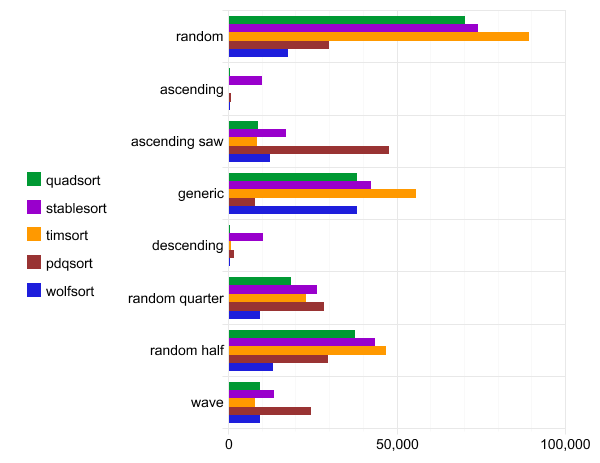 random
ascending
ascending saw
generic
descending
random quarter
random half
wave
quadsort
stablesort
timsort
pdqsort
wolfsort
0
50,000
100,000